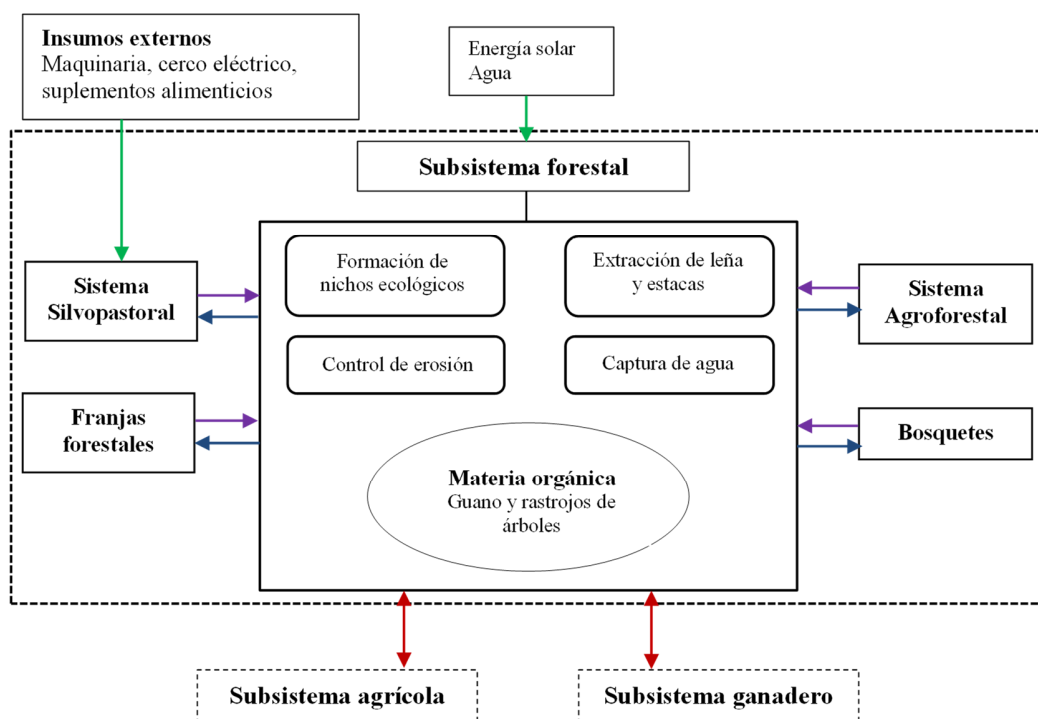 Insumos externos
Maquinaria, cerco eléctrico,
suplementos alimenticios
Energía solar
Agua
Subsistema forestal
Formación de
nichos ecológicos
Extracción de leña
y estacas
Sistema
Silvopastoral
Sistema
Agroforestal
Control de erosión
Captura de agua
Franjas
forestales
Bosquetes
Materia orgánica
Guano y rastrojos de
árboles
Subsistema agrícola
Subsistema ganadero